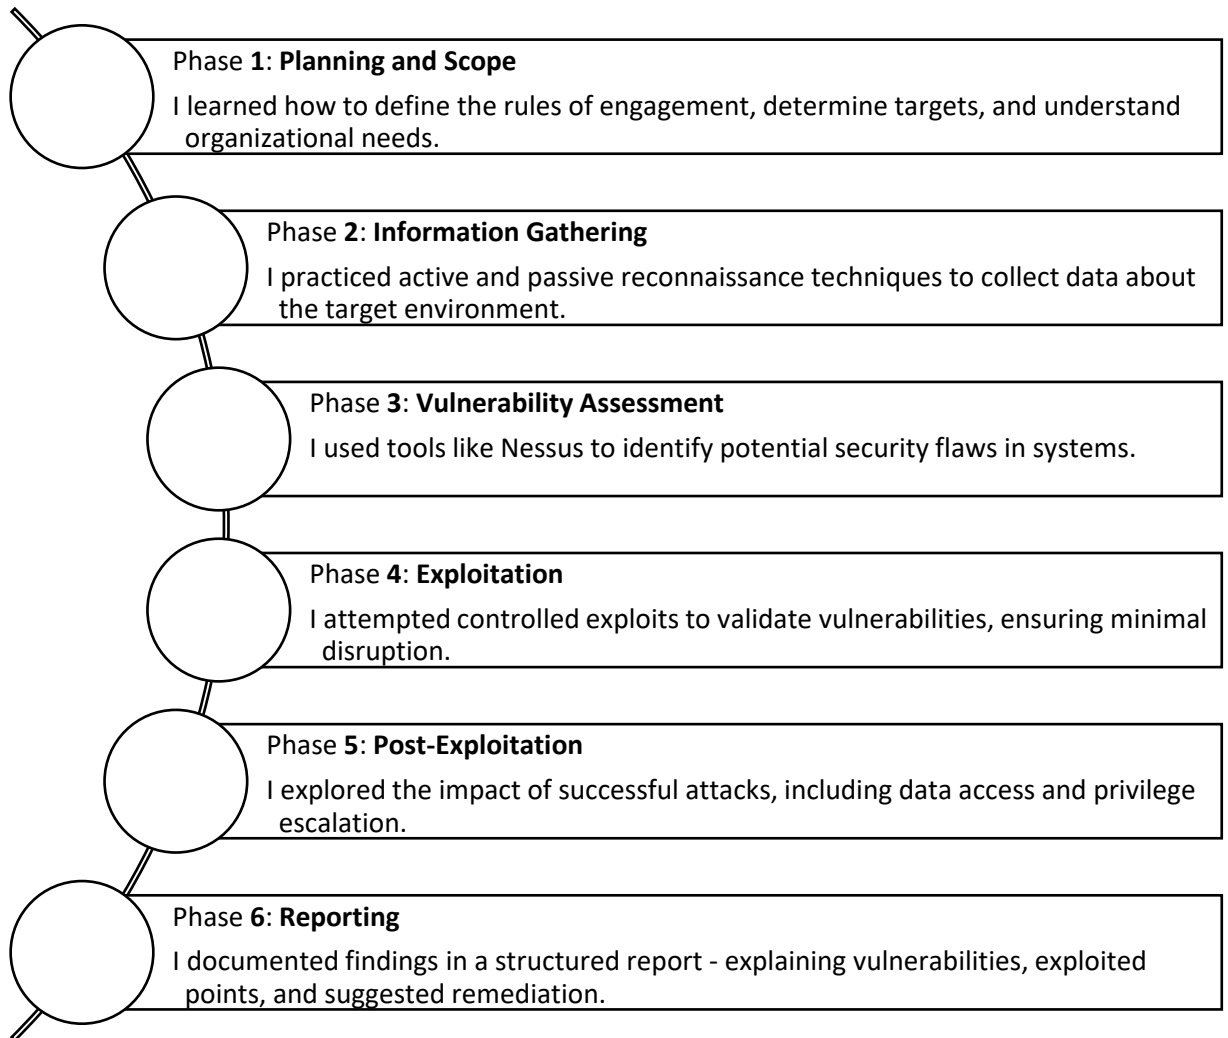 Phase 1: Planning and Scope
I learned how to define the rules of engagement, determine targets, and understand
organizational needs.
Phase 2: Information Gathering
I practiced active and passive reconnaissance techniques to collect data about
the target environment.
Phase 3: Vulnerability Assessment
I used tools like Nessus to identify potential security flaws in systems.
Phase 4: Exploitation
I attempted controlled exploits to validate vulnerabilities, ensuring minimal
disruption.
Phase 5: Post-Exploitation
I explored the impact of successful attacks, including data access and privilege
escalation.
Phase 6: Reporting
I documented findings in a structured report - explaining vulnerabilities, exploited
points, and suggested remediation.